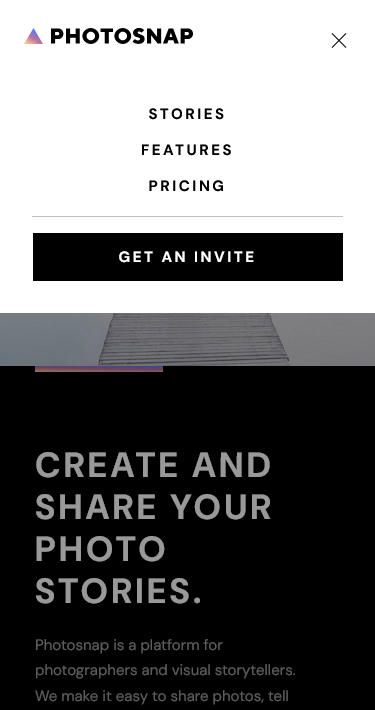 PHOTOSNAP
STORIES
FEATURES
PRICING
GET AN INVITE
CREATE AND
SHARE YOUR
PHOTO
STORIES.
Photosnap is a platform for
photographers and visual storytellers.
We make it easy to share photos, tell